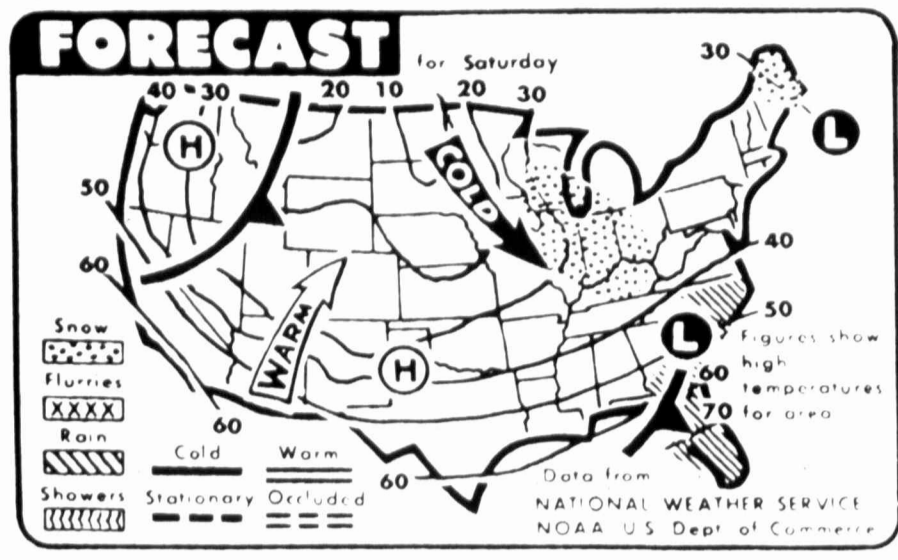 FORECAST
for Saturday
40 30 20 10 20 30 30
H
L
COLD
50
40
60
50
Snow
WARM
H
L
Figures show
high
Flurries
60
temperatures
70
for area
Rain
60
Cold
Warm
60
Data from
Showers
Stationary
Occluded
NATIONAL WEATHER SERVICE
NOAA US Dept of Commerce